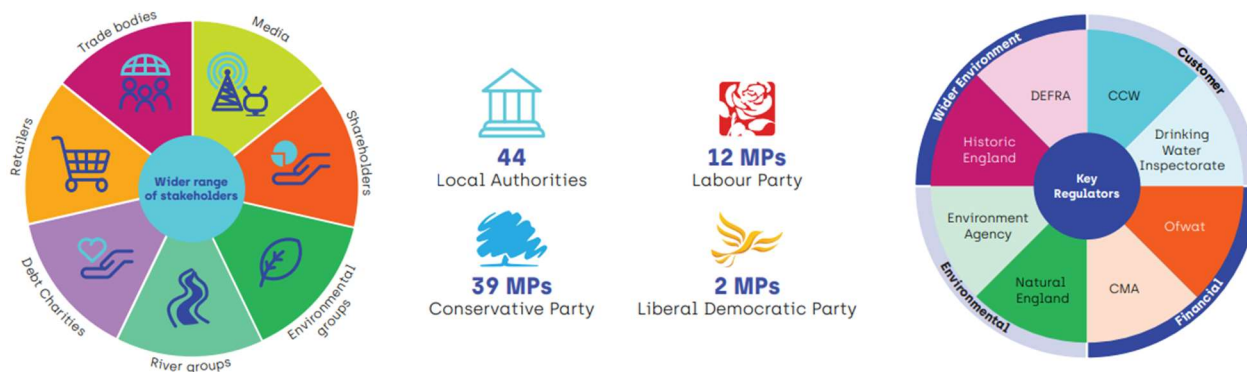 Trade bodies
Media
Shareholders
Environmental
groups
River groups
Debt Charities
Retailers
Wider range
of stakeholders
44
Local Authorities
12 MPs
Labour Party
39 MPs
Conservative Party
2 MPs
Liberal Democratic Party
Wider Environment
Customer
Financial
Environmental
DEFRA
CCW
Drinking
Water
Inspectorate
Ofwat
CMA
Natural
England
Environment
Agency
Historic
England
Key
Regulators